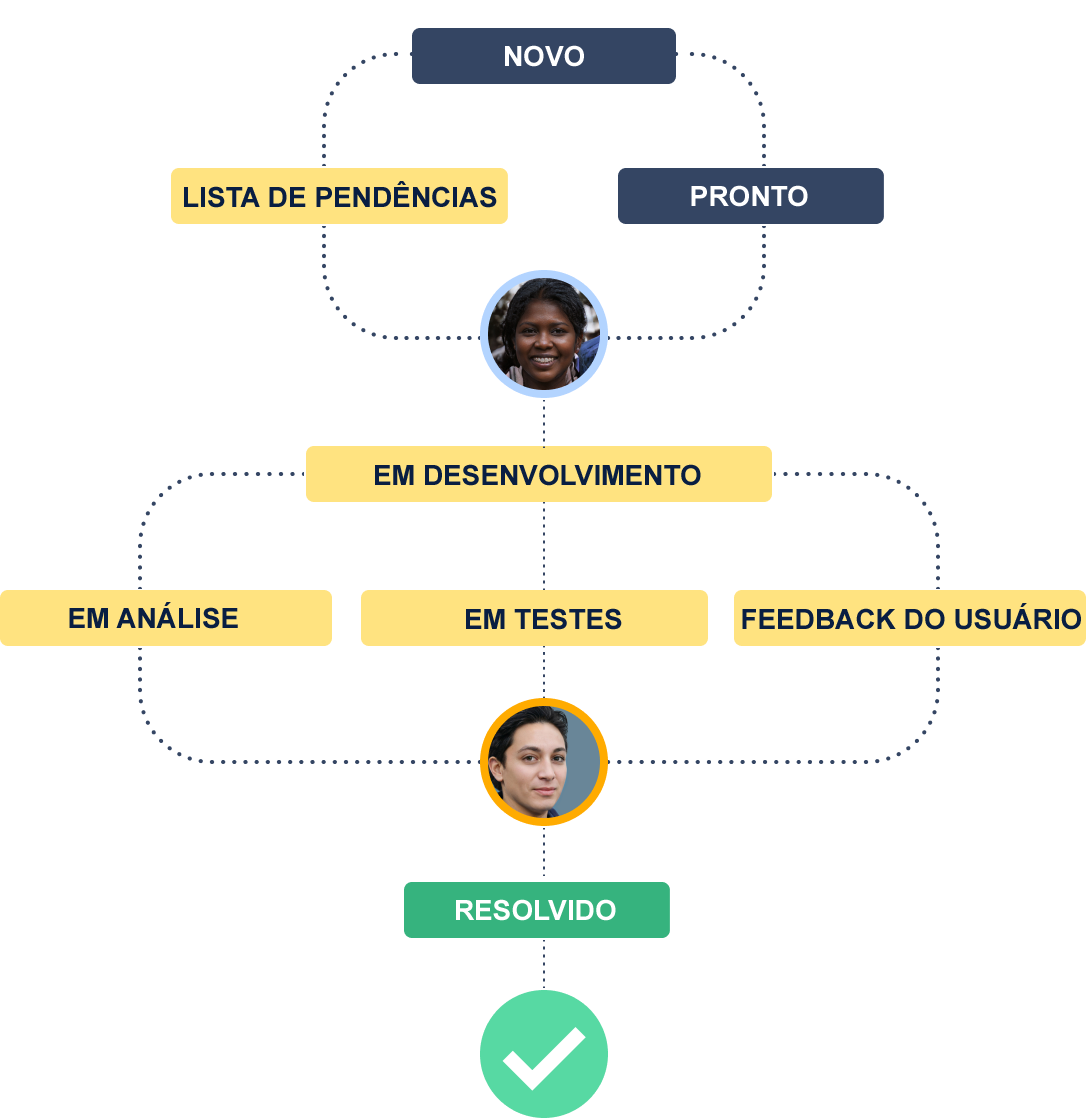 NOVO
LISTA DE PENDÊNCIAS
PRONTO
EM DESENVOLVIMENTO
EM ANÁLISE
EM TESTES
FEEDBACK DO USUÁRIO
RESOLVIDO